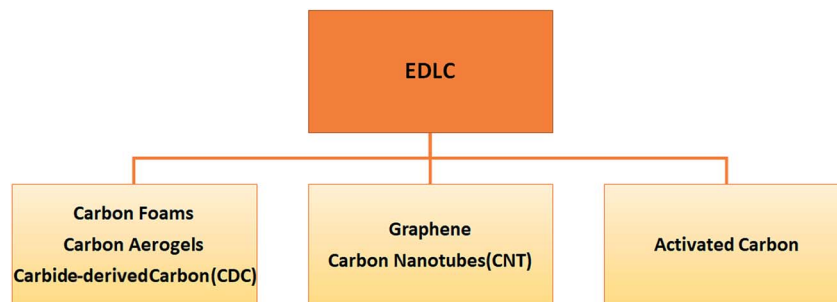 EDLC
Carbon Foams
Carbon Aerogels
Carbide-derivedCarbon(CDC)
Graphene
Carbon Nanotubes(CNT)
Activated Carbon